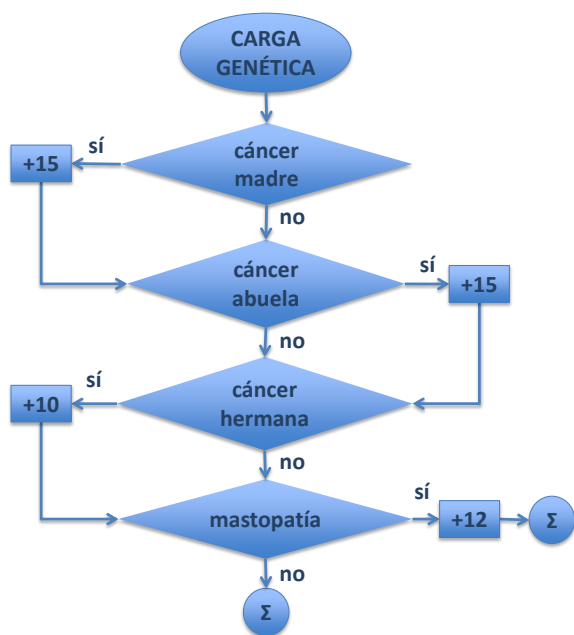 CARGA
GENÉTICA
sí
+15
cáncer
madre
no
cáncer
abuela
sí
+15
no
sí
+10
cáncer
hermana
no
mastopatía
sí
+12
Σ
no
Σ